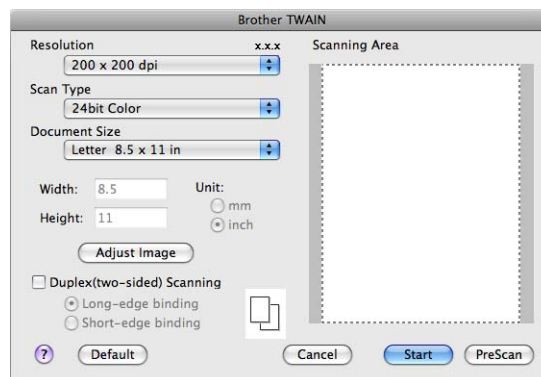 Brother TWAIN
Resolution
x.x.x
200 x 200 dpi
Scan Type
24bit Color
Document Size
Letter 8.5 x 11 in
Width: 8.5
Unit:
mm
Height: 11
inch
Adjust Image
Duplex(two-sided) Scanning
Long-edge binding
Short-edge binding
? Default
Scanning Area
Cancel Start PreScan